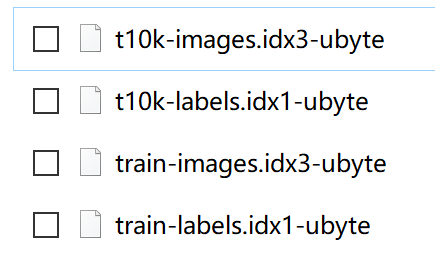 t10k-images.idx3-ubyte
t10k-labels.idx1-ubyte
train-images.idx3-ubyte
train-labels.idx1-ubyte